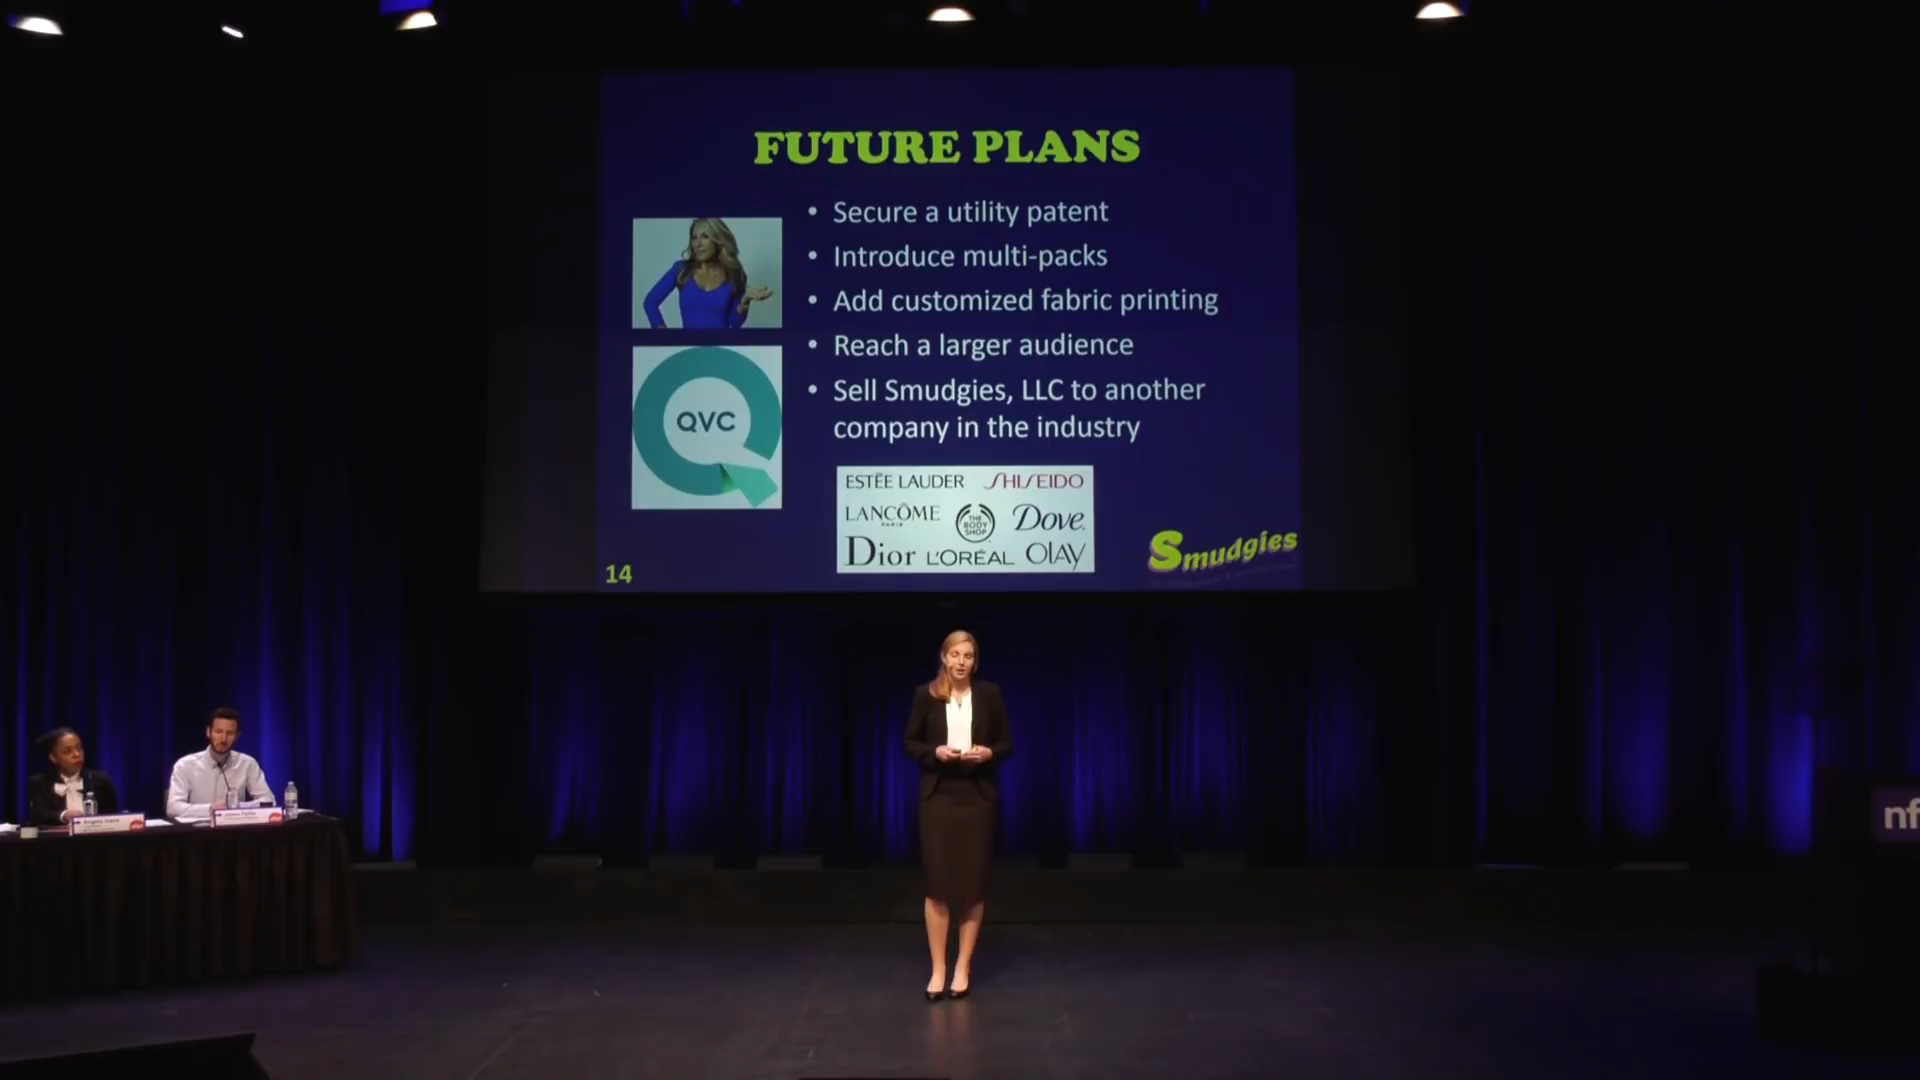 FUTURE PLANS
• Secure a utility patent
• Introduce multi-packs
• Add customized fabric printing
• Reach a larger audience
• Sell Smudgies, LLC to another
company in the industry
QVC
ESTĒE LAUDER SHISEIDO
LANCÔME THE BODY SHOP Dove
PARIS
Dior L'ORÉAL OLAY
Smudgies
14
nf